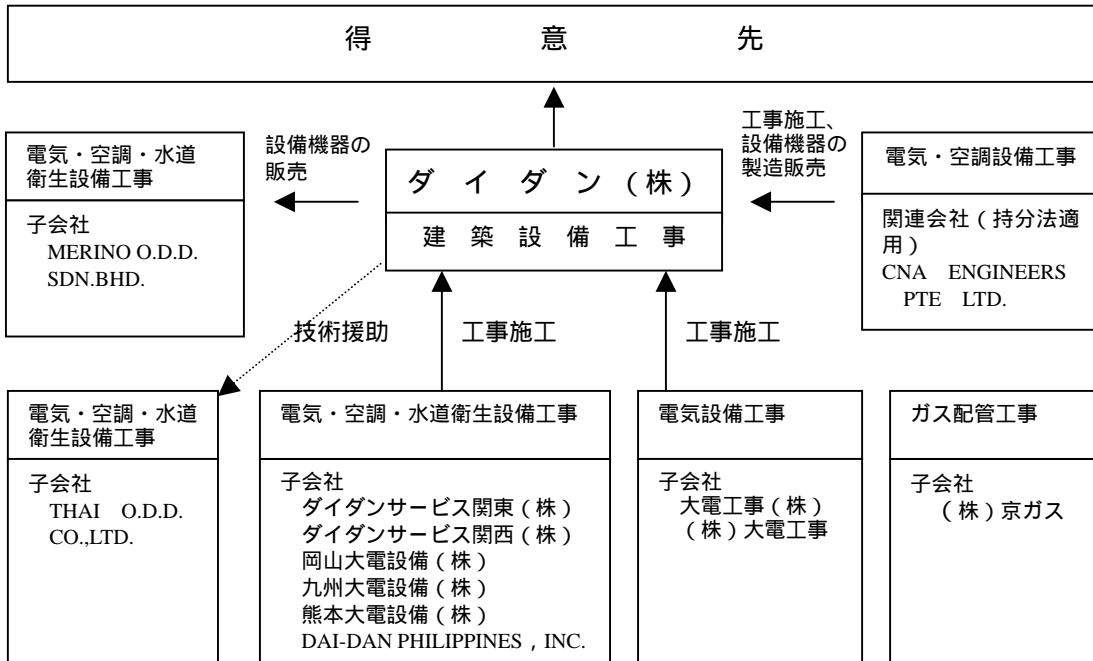 得 意 先
電気・空調・水道
衛生設備工事
子会社
MERINO O.D.D.
SDN.BHD.
設備機器の
販売
ダ イ ダ ン (株)
建 築 設 備 工 事
工事施工、
設備機器の
製造販売
電気・空調設備工事
関連会社(持分法適
用)
CNA ENGINEERS
PTE LTD.
技術援助
工事施工
工事施工
電気・空調・水道
衛生設備工事
子会社
THAI O.D.D.
CO.,LTD.
電気・空調・水道衛生設備工事
子会社
ダイダンサービス関東(株)
ダイダンサービス関西(株)
岡山大電設備(株)
九州大電設備(株)
熊本大電設備(株)
DAI-DAN PHILIPPINES , INC.
電気設備工事
子会社
大電工事(株)
(株)大電工事
ガス配管工事
子会社
(株)京ガス